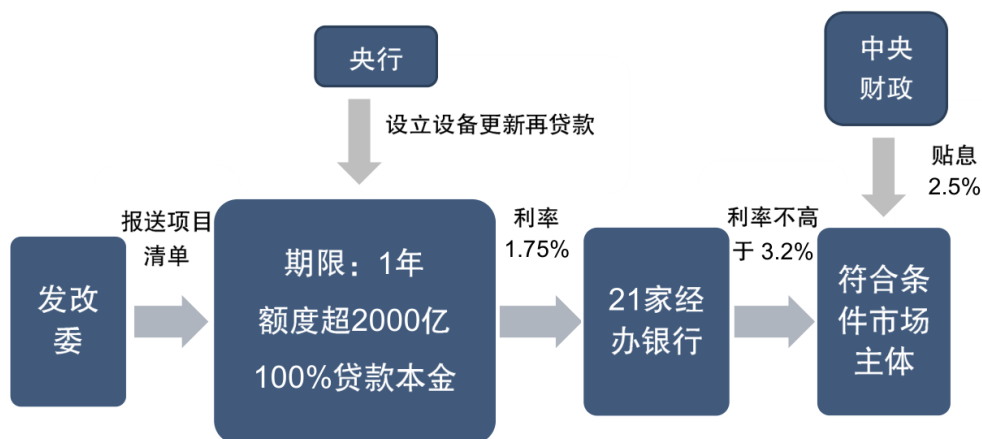 央行
中央
财政
设立设备更新再贷款
贴息
2.5%
报送项目
清单
利率
1.75%
利率不高
于 3.2%
发改
委
期限：1年
额度超2000亿
100%贷款本金
21家经
办银行
符合条
件市场
主体